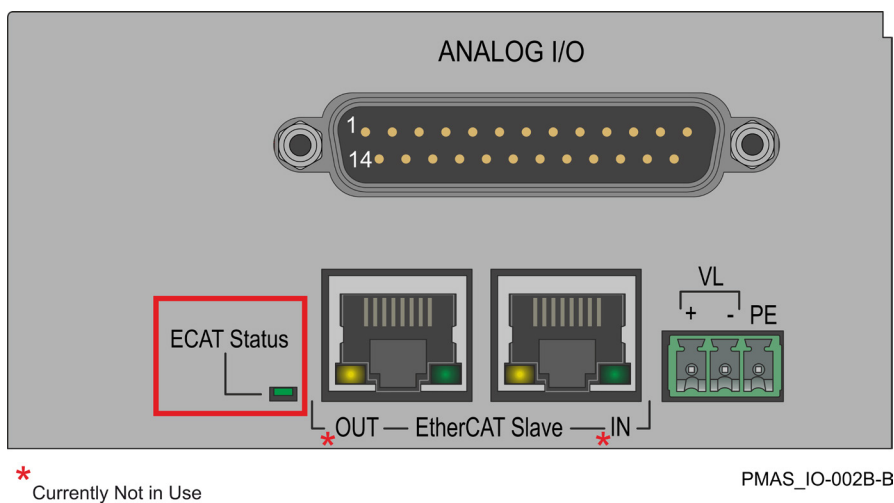 ANALOG I/O
1
14
VL
+ - PE
ECAT Status
*OUT EtherCAT Slave *IN
* Currently Not in Use
PMAS_IO-002B-B